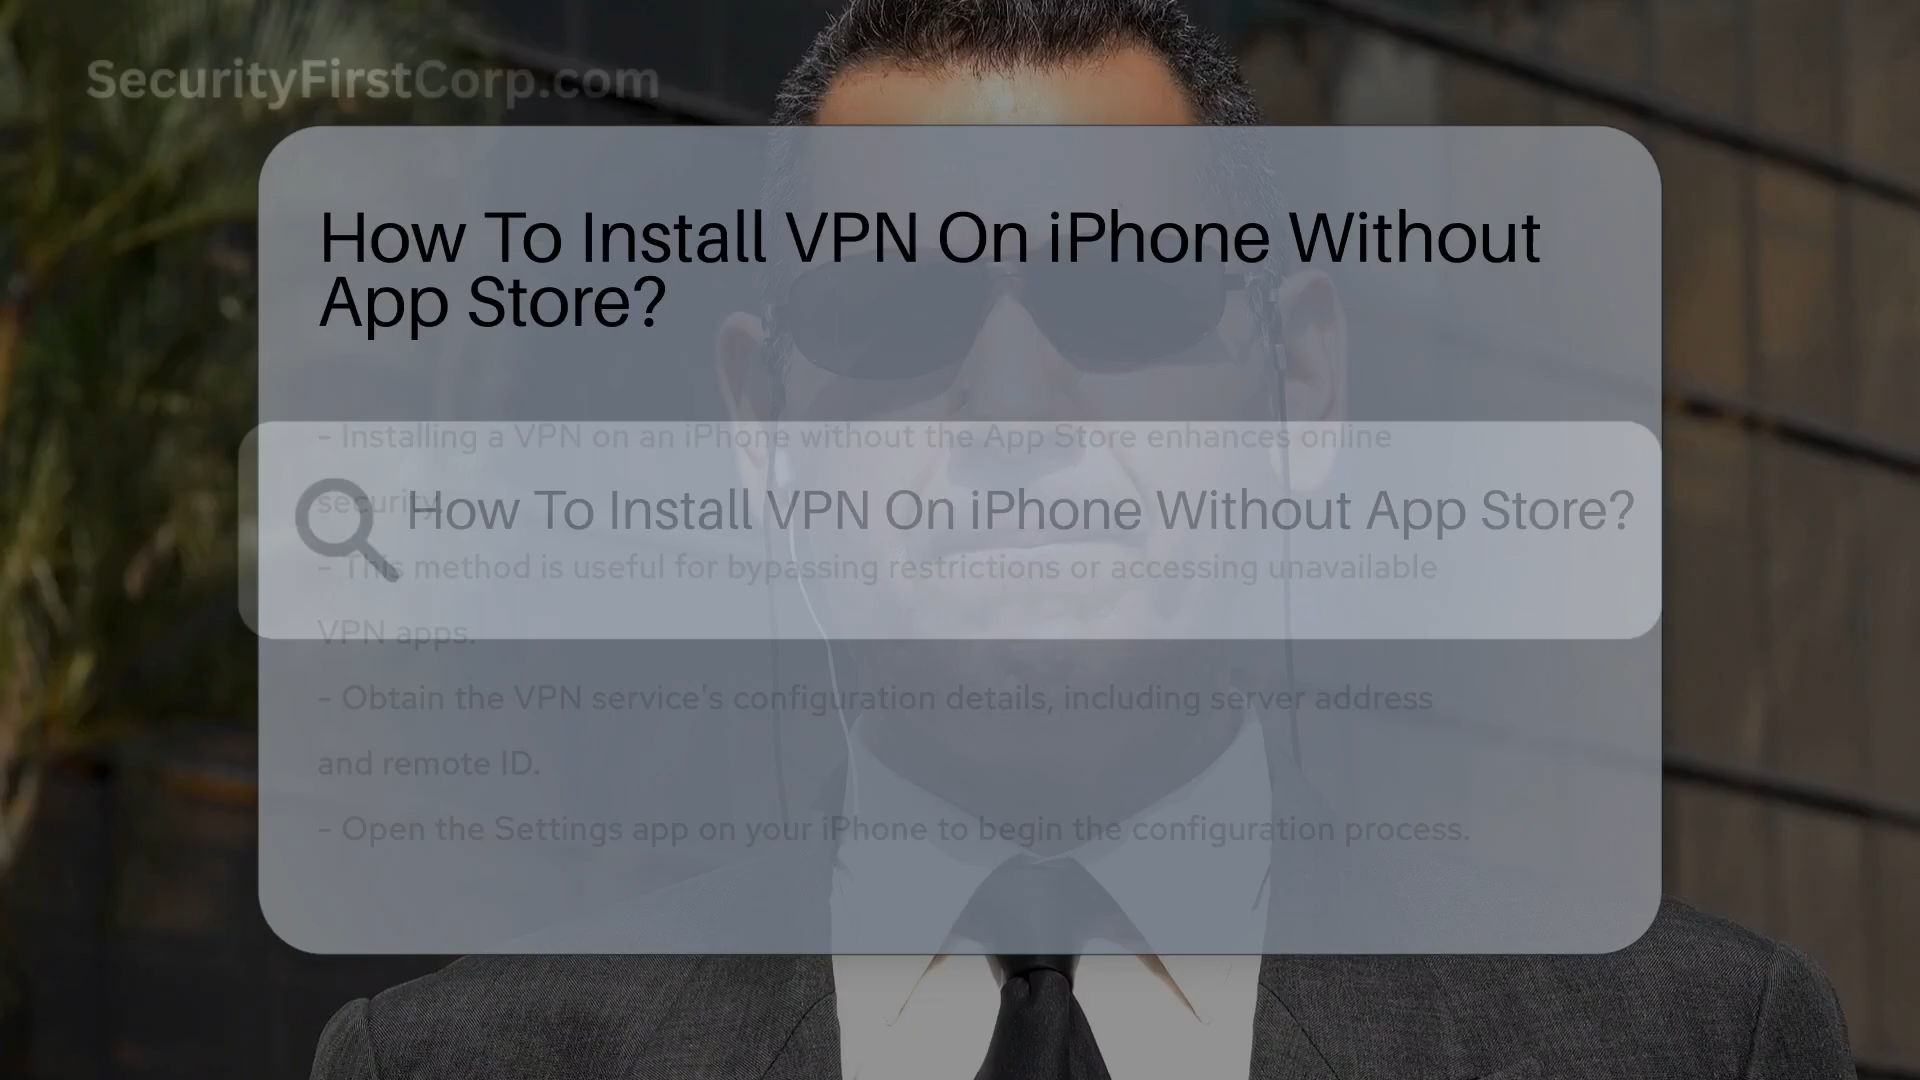 SecurityFirstCorp.com
How To Install VPN On iPhone Without
App Store?
- Installing a VPN on an iPhone without the App Store enhances online
security.
How To Install VPN On iPhone Without App Store?
- This method is useful for bypassing restrictions or accessing unavailable
VPN apps.
- Obtain the VPN service's configuration details, including server address
and remote ID.
- Open the Settings app on your iPhone to begin the configuration process.